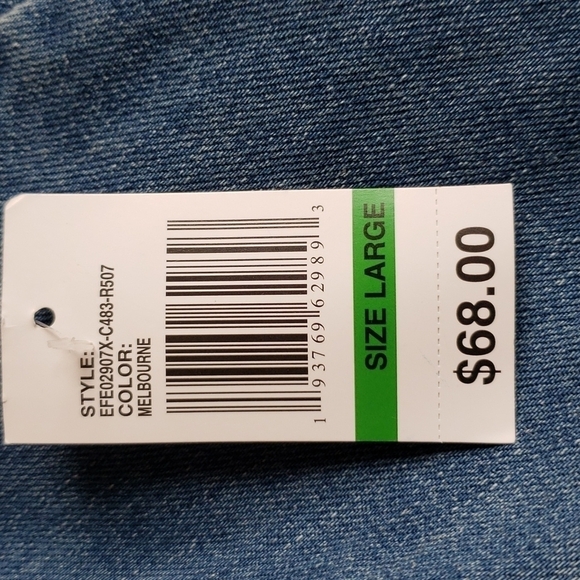 STYLE:
EFE02907X-C483-R507
COLOR:
MELBOURNE
1 93769 62989 3
SIZE LARGE
$68.00